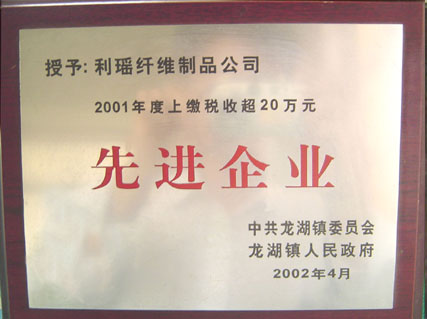 授予:利瑶纤维制品公司
2001年度上缴税收超20万元
先进企业
中共龙湖镇委员会
龙湖镇人民政府
2002年4月